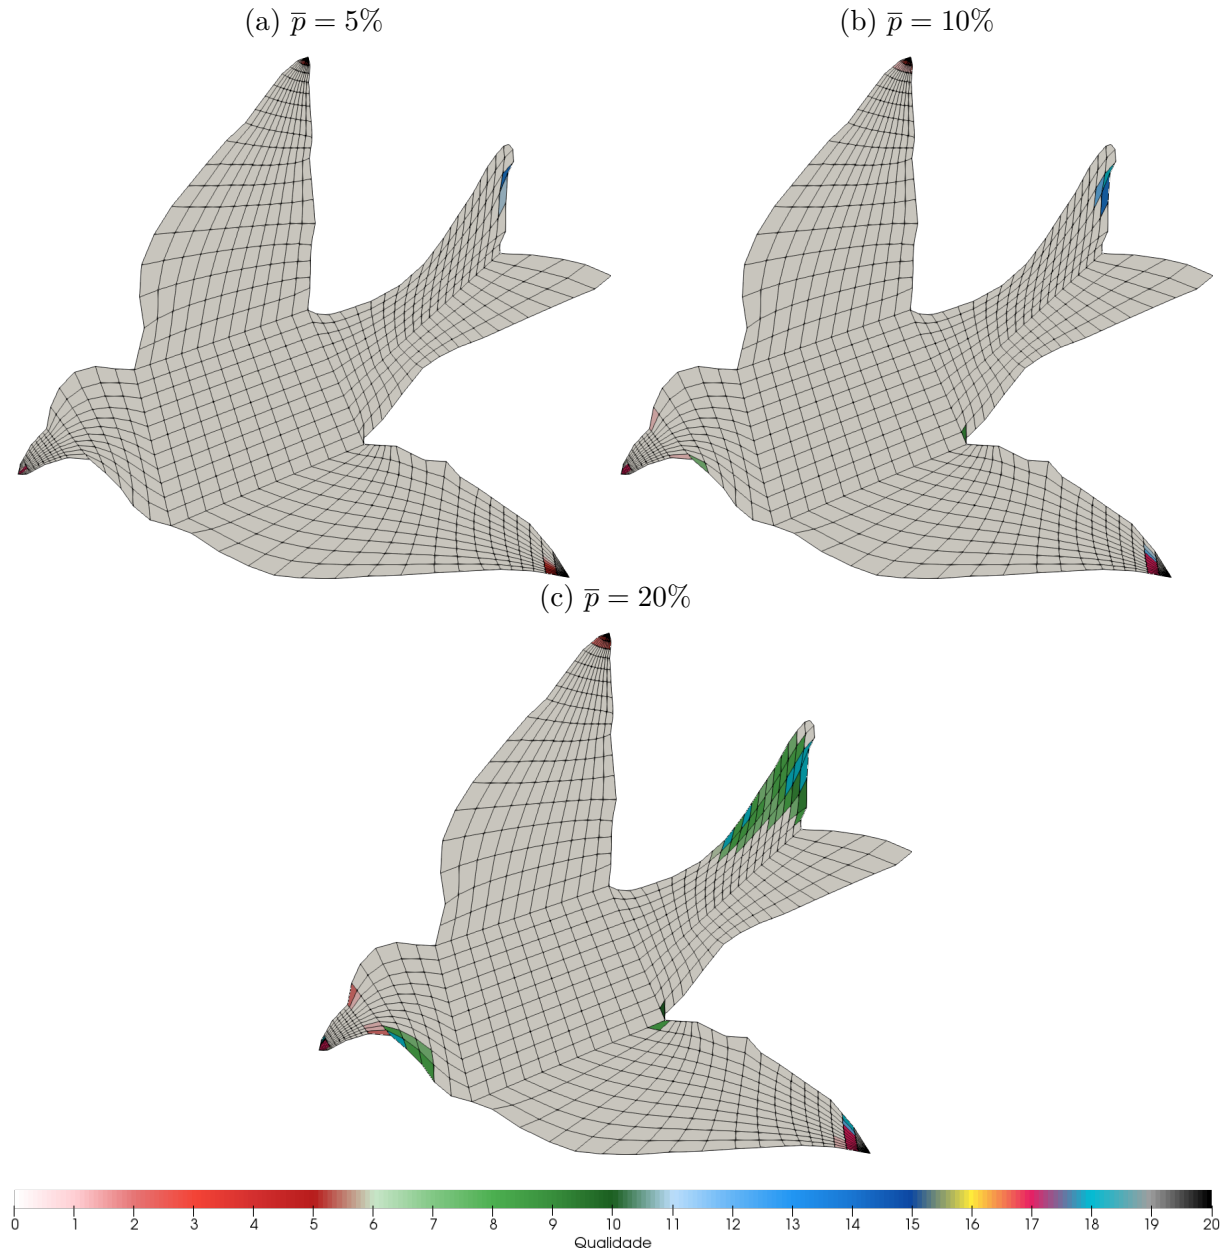 (a) p̅ = 5%
(b) p̅ = 10%
(c) p̅ = 20%
0 1 2 3 4 5 6 7 8 9 10 11 12 13 14 15 16 17 18 19 20
Qualidade